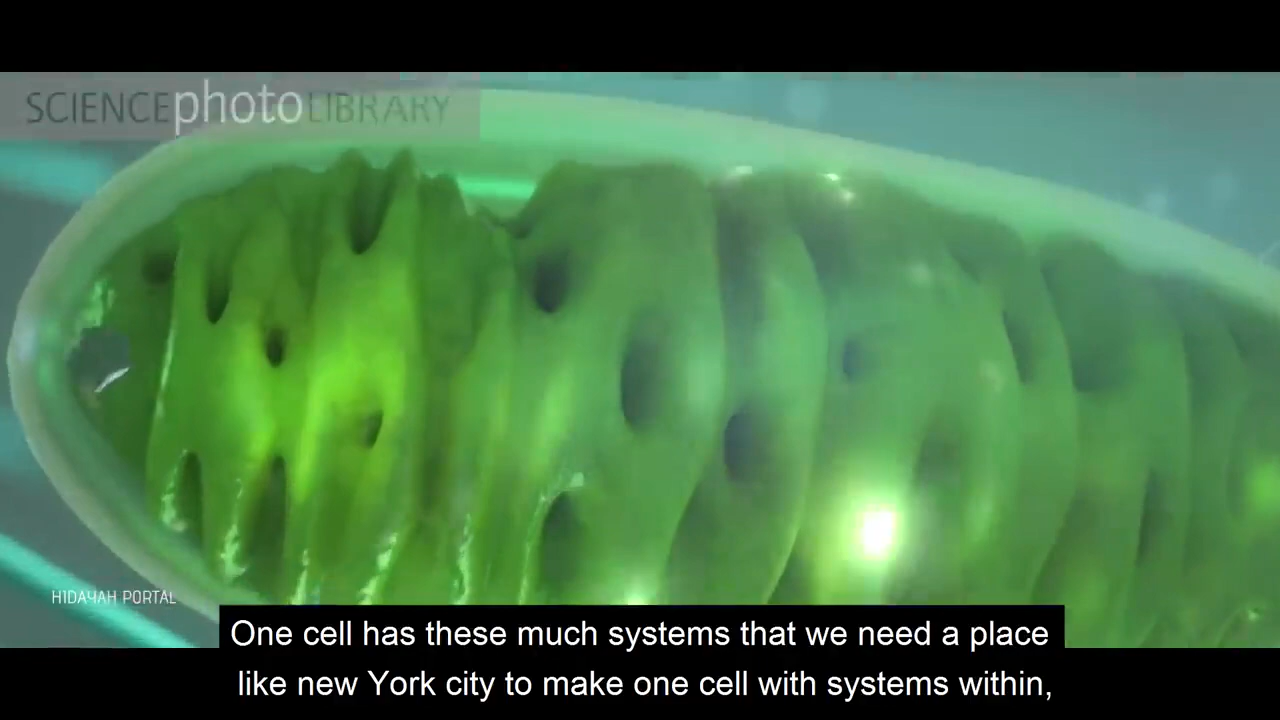 SCIENCEphotoLIBRARY
HIDAYAH PORTAL
One cell has these much systems that we need a place
like new York city to make one cell with systems within,